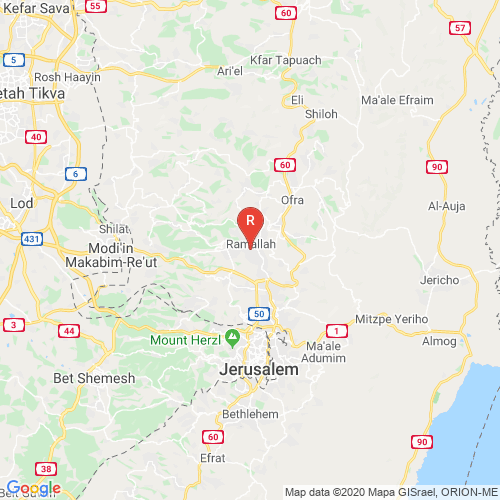 Kefar Sava
55
60
57
Kfar Tapuach
5
Rosh Haayin
Ari'el
etah Tikva
Eli
Ma'ale Efraim
Shiloh
40
60
90
6
Ofra
Lod
Al-Auja
Shilat
R
431
Ramallah
Modi'in
Makabim-Re'ut
Jericho
50
3
44
Mitzpe Yeriho
1
Mount Herzl
Almog
Ma'ale
Adumim
Jerusalem
Bet Shemesh
Bethlehem
60
90
Efrat
38
Google
Map data ©2020 Mapa GISrael, ORION-ME